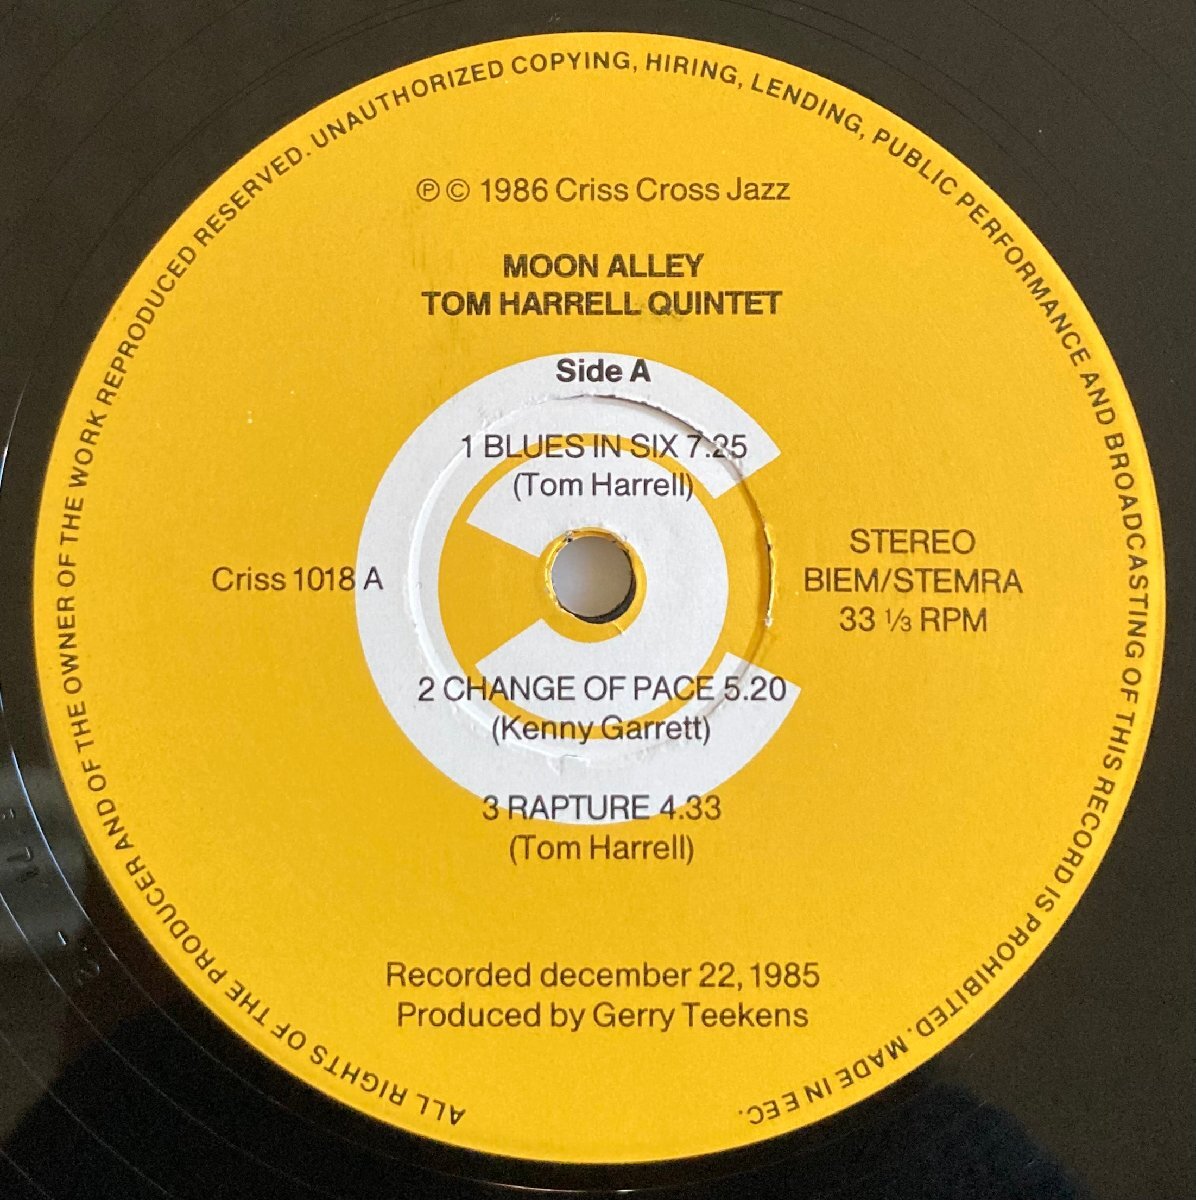 ALL RIGHTS OF THE PRODUCER AND OF THE OWNER OF THE WORK REPRODUCED RESERVED. UNAUTHORIZED COPYING, HIRING, LENDING, PUBLIC PERFORMANCE AND BROADCASTING OF THIS RECORD IS PROHIBITED. MADE IN EEC.
℗ © 1986 Criss Cross Jazz
MOON ALLEY
TOM HARRELL QUINTET
Side A
1 BLUES IN SIX 7.25
(Tom Harrell)
Criss 1018 A
STEREO
BIEM/STEMRA
33 ⅓ RPM
2 CHANGE OF PACE 5.20
(Kenny Garrett)
3 RAPTURE 4.33
(Tom Harrell)
Recorded december 22, 1985
Produced by Gerry Teekens